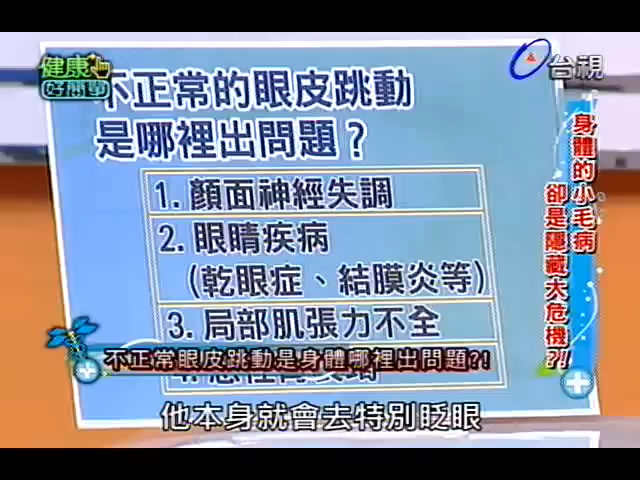 健康
好簡單
台視
不正常的眼皮跳動
是哪裡出問題？
1. 顏面神經失調
2. 眼睛疾病
(乾眼症、結膜炎等)
3. 局部肌張力不全
身體的小毛病
卻是隱藏大危機?!
不正常眼皮跳動是身體哪裡出問題?!
他本身就會去特別眨眼